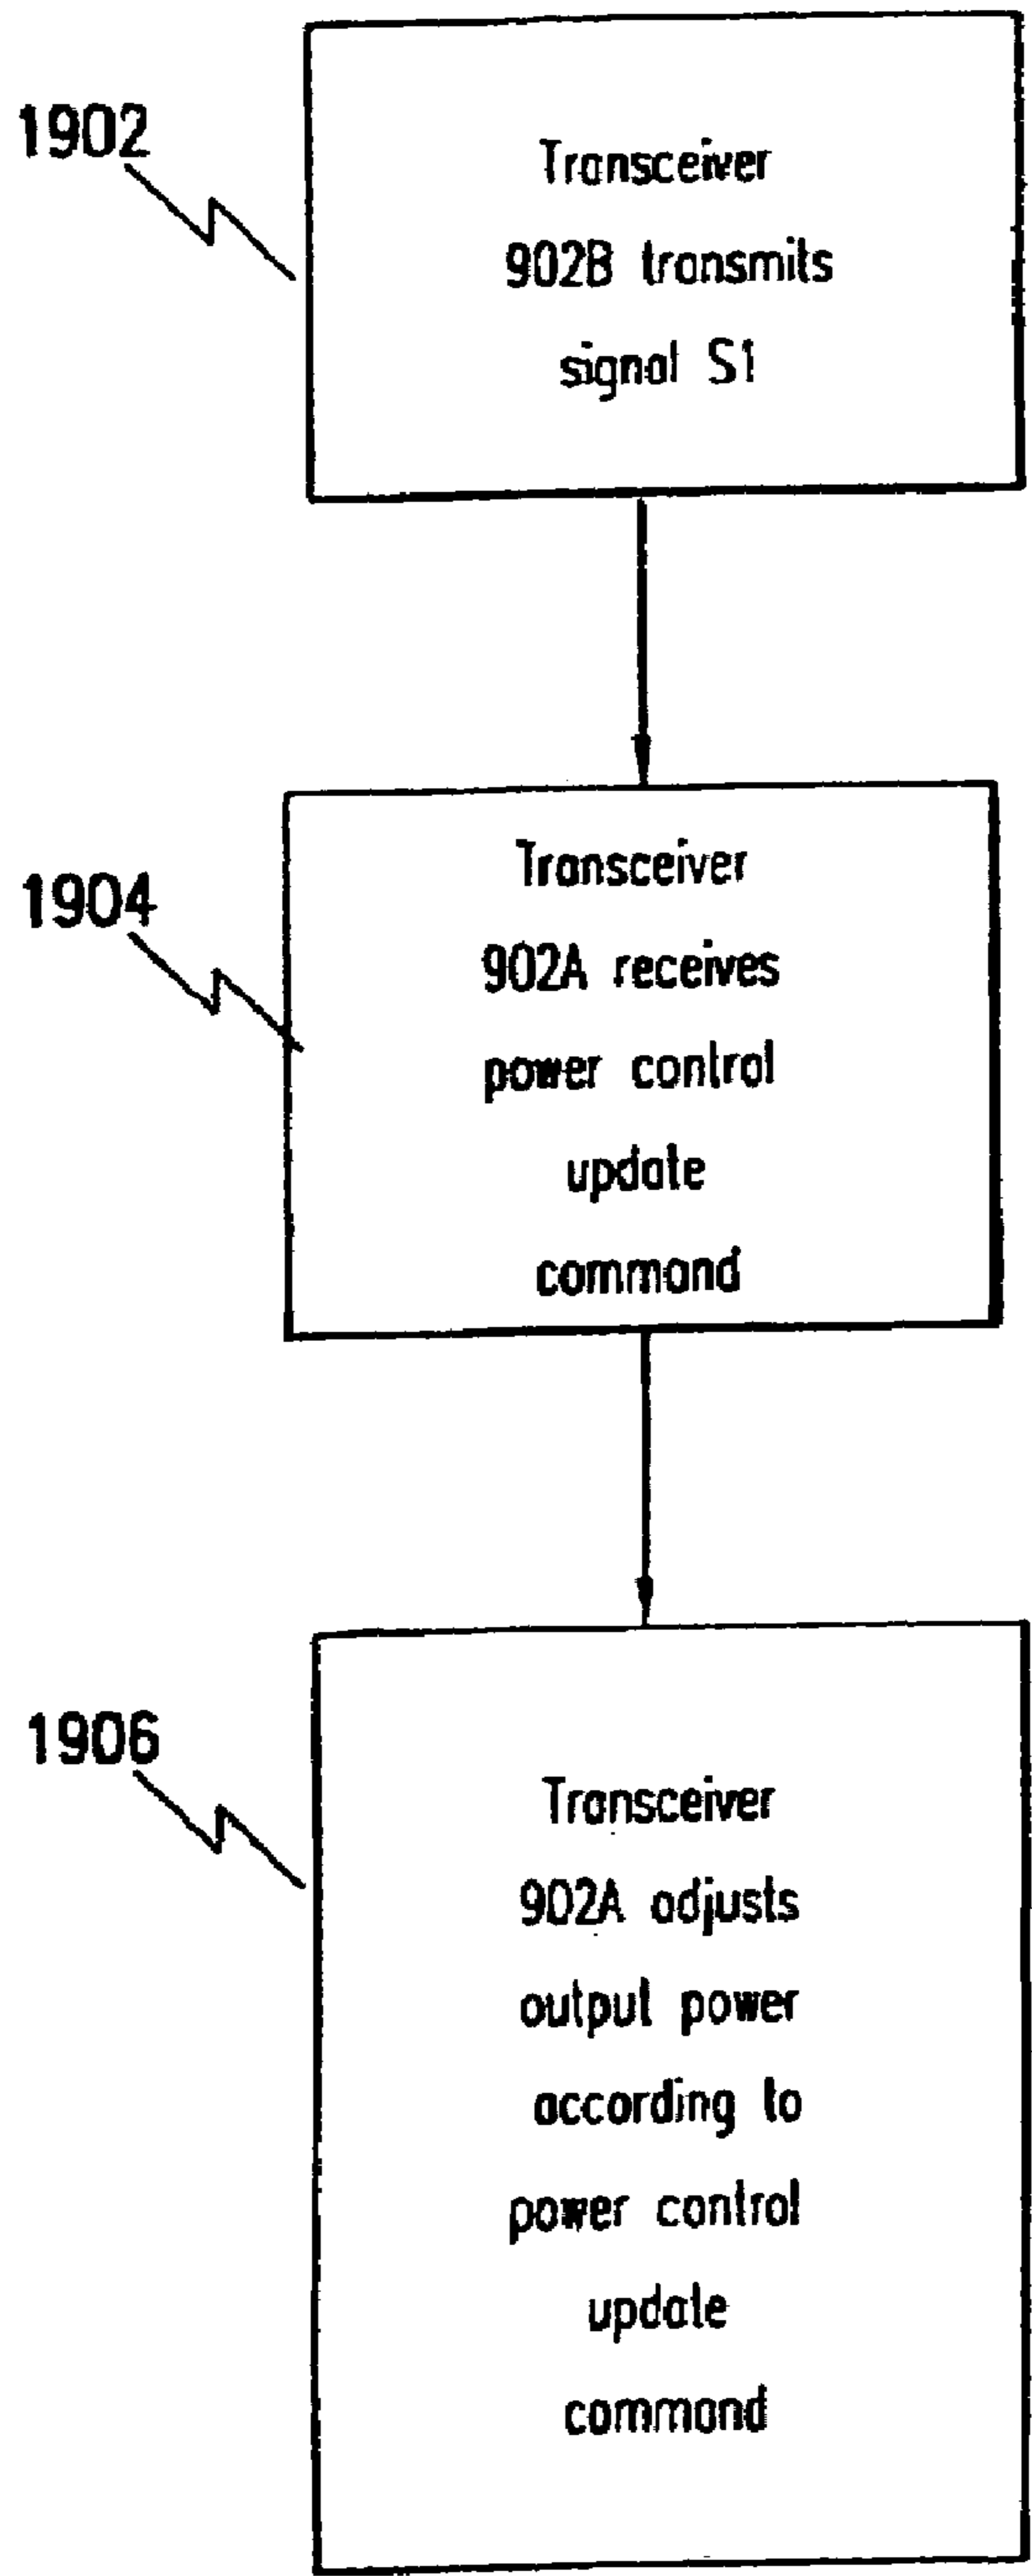 1902
Transceiver
902B transmits
signal S1
1904
Transceiver
902A receives
power control
update
command
1906
Transceiver
902A adjusts
output power
according to
power control
update
command